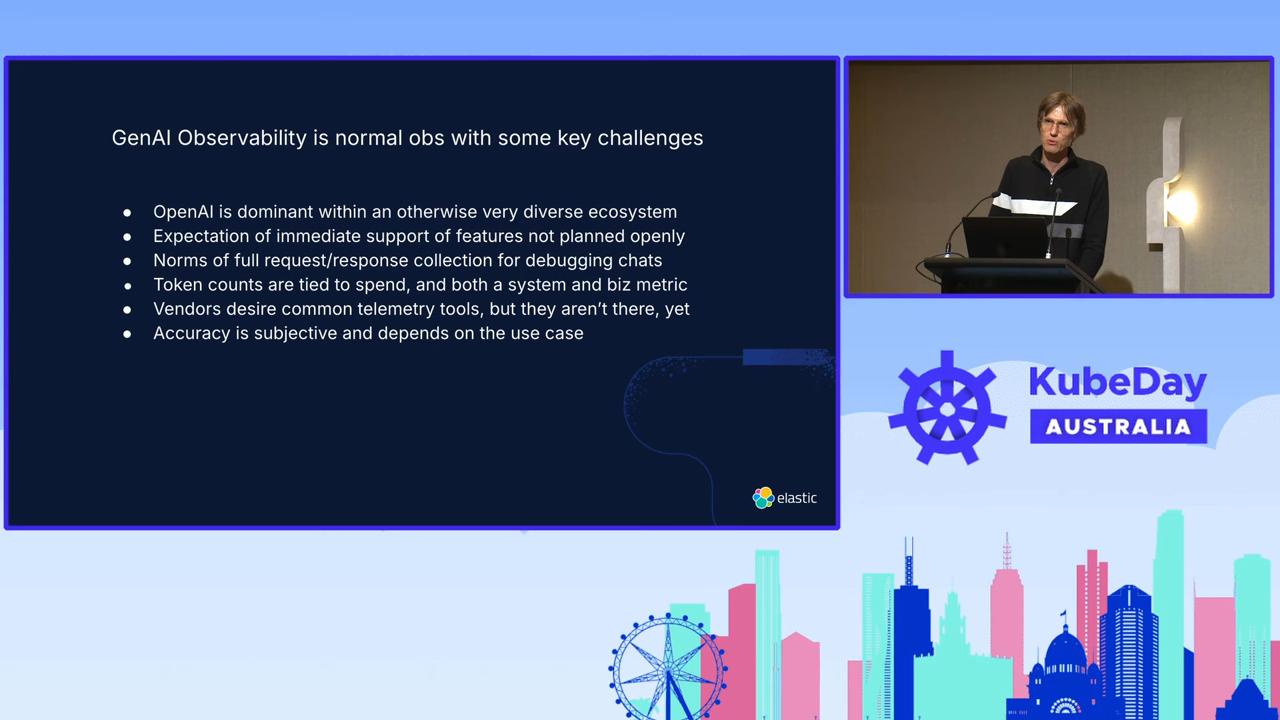 GenAI Observability is normal obs with some key challenges
● OpenAI is dominant within an otherwise very diverse ecosystem
● Expectation of immediate support of features not planned openly
● Norms of full request/response collection for debugging chats
● Token counts are tied to spend, and both a system and biz metric
● Vendors desire common telemetry tools, but they aren’t there, yet
● Accuracy is subjective and depends on the use case
elastic
KubeDay
AUSTRALIA